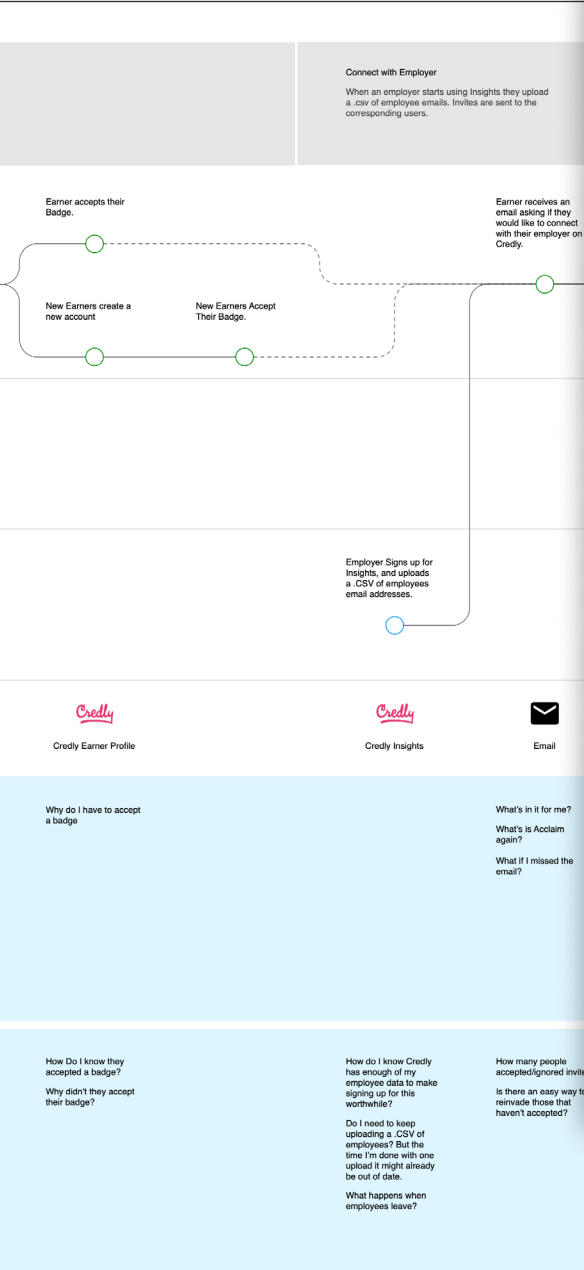 Connect with Employer
When an employer starts using Insights they upload
a .csv of employee emails. Invites are sent to the
corresponding users.
Earner accepts their
Badge.
Earner receives an
email asking if they
would like to connect
with their employer on
Credly.
New Earners create a
new account
New Earners Accept
Their Badge.
Employer Signs up for
Insights, and uploads
a .CSV of employees
email addresses.
Credly
Credly Earner Profile
Credly
Credly Insights
Email
Why do I have to accept
a badge
What's in it for me?
What's is Acclaim
again?
What if I missed the
email?
How Do I know they
accepted a badge?
Why didn't they accept
their badge?
How do I know Credly
has enough of my
employee data to make
signing up for this
worthwhile?
Do I need to keep
uploading a .CSV of
employees? But the
time I'm done with one
upload it might already
be out of date.
What happens when
employees leave?
How many people
accepted/ignored invite
Is there an easy way to
reinvade those that
haven't accepted?